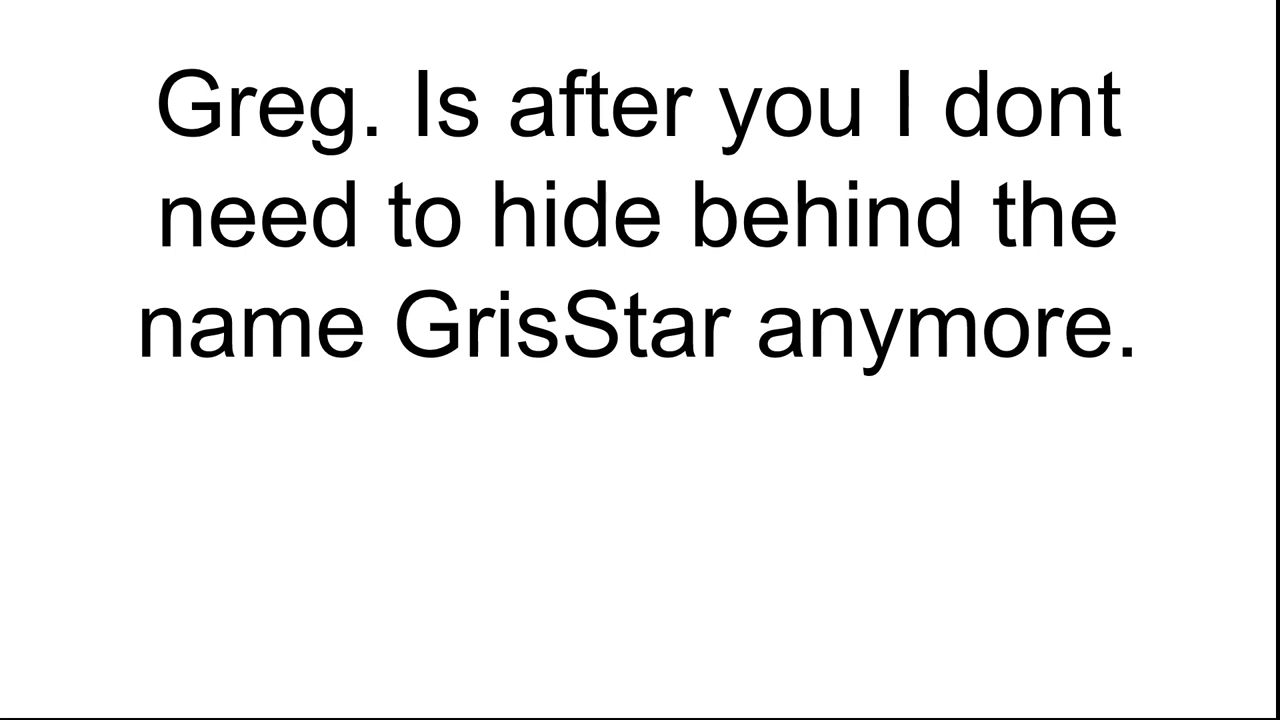 Greg. Is after you I dont
need to hide behind the
name GrisStar anymore.